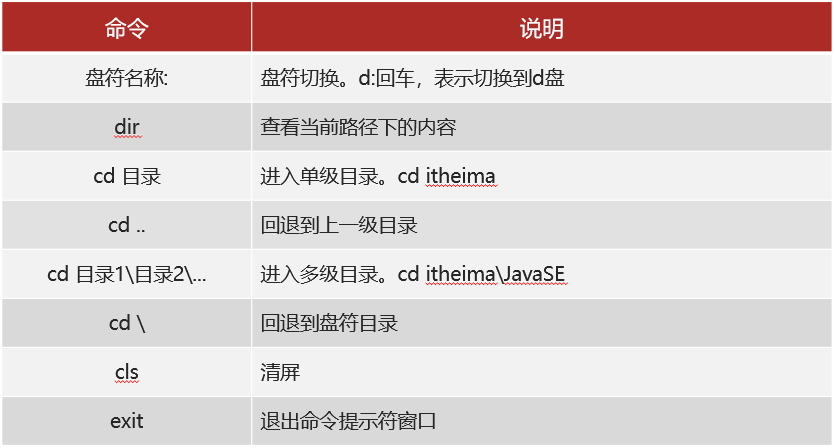 命令 说明
盘符名称: 盘符切换。d:回车，表示切换到d盘
dir 查看当前路径下的内容
cd 目录 进入单级目录。cd itheima
cd .. 回退到上一级目录
cd 目录1\目录2\... 进入多级目录。cd itheima\JavaSE
cd \ 回退到盘符目录
cls 清屏
exit 退出命令提示符窗口